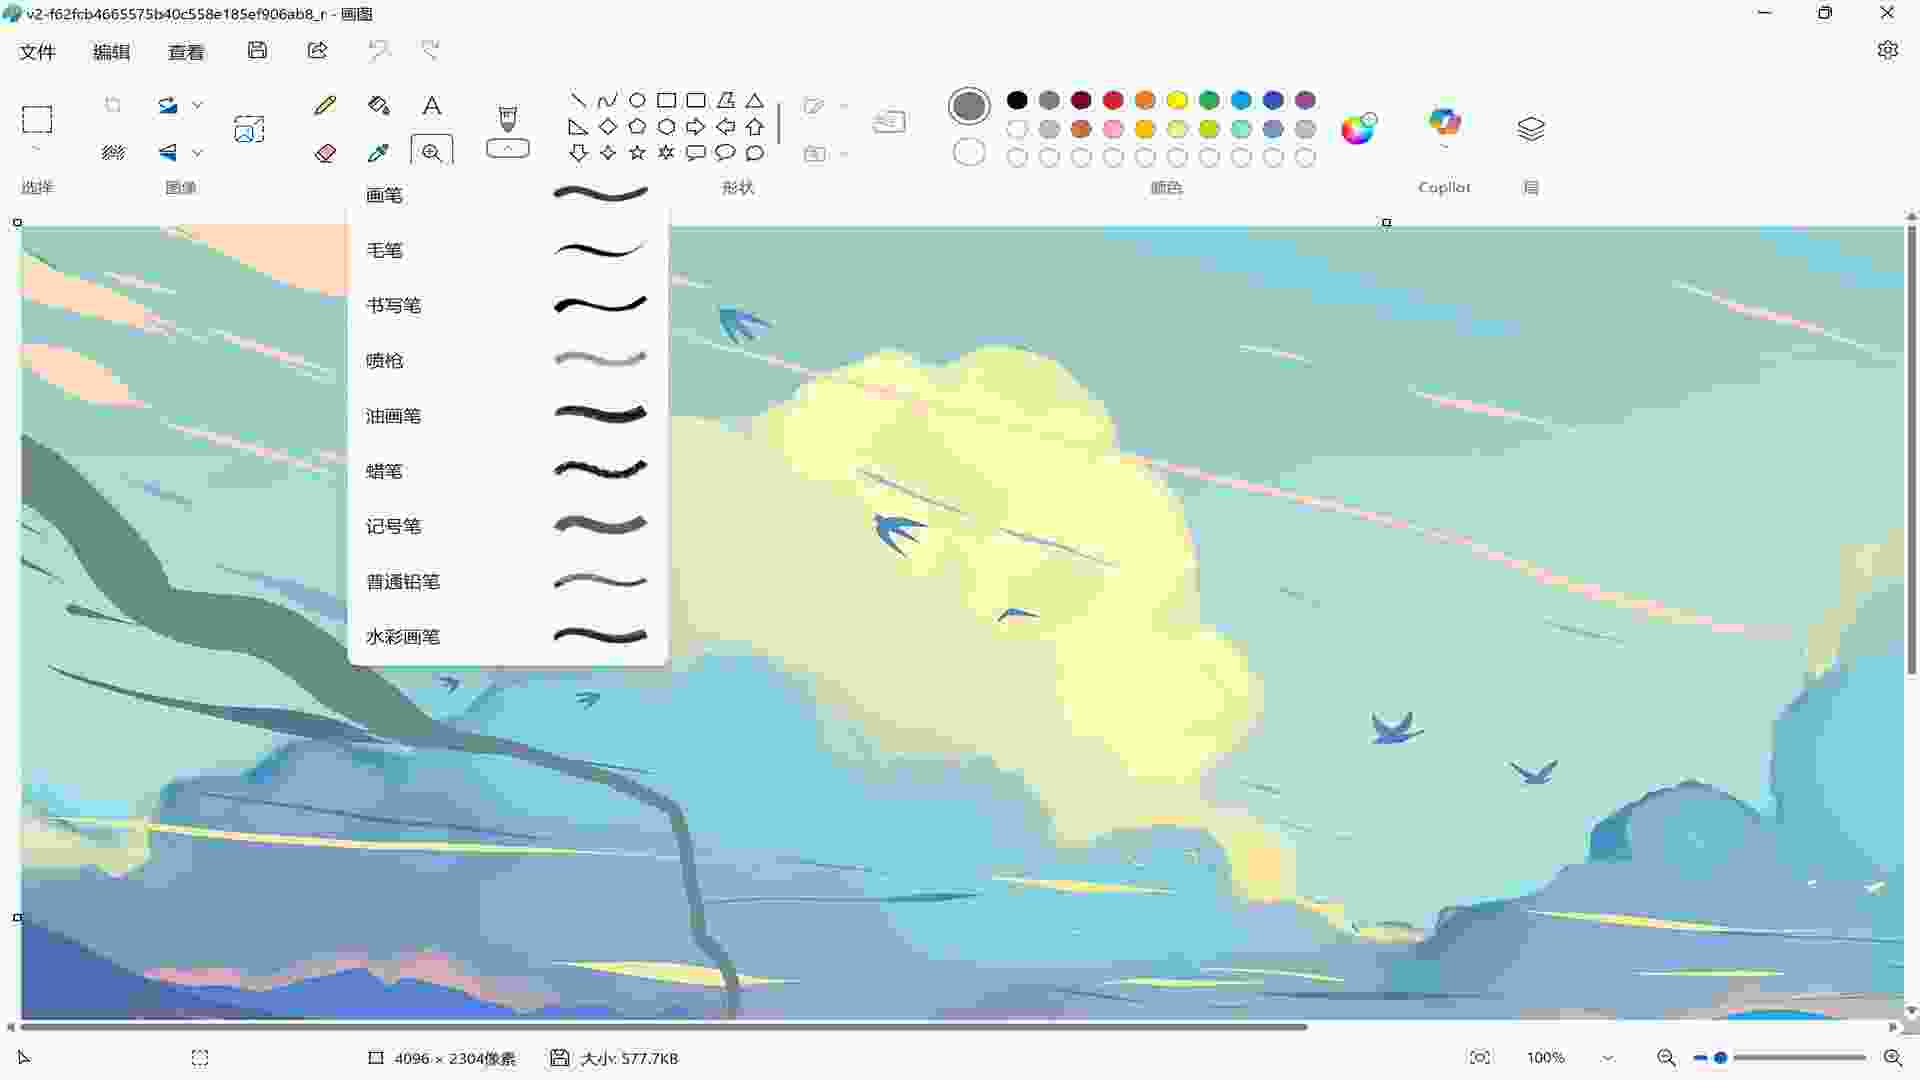 v2-f62fcb4665575b40c558e185ef906ab8_r - 画图
文件 编辑 查看
A
选择 图像 形状 颜色 Copilot 层
画笔
毛笔
书写笔
喷枪
油画笔
蜡笔
记号笔
普通铅笔
水彩画笔
4096 × 2304像素 大小: 577.7KB 100%